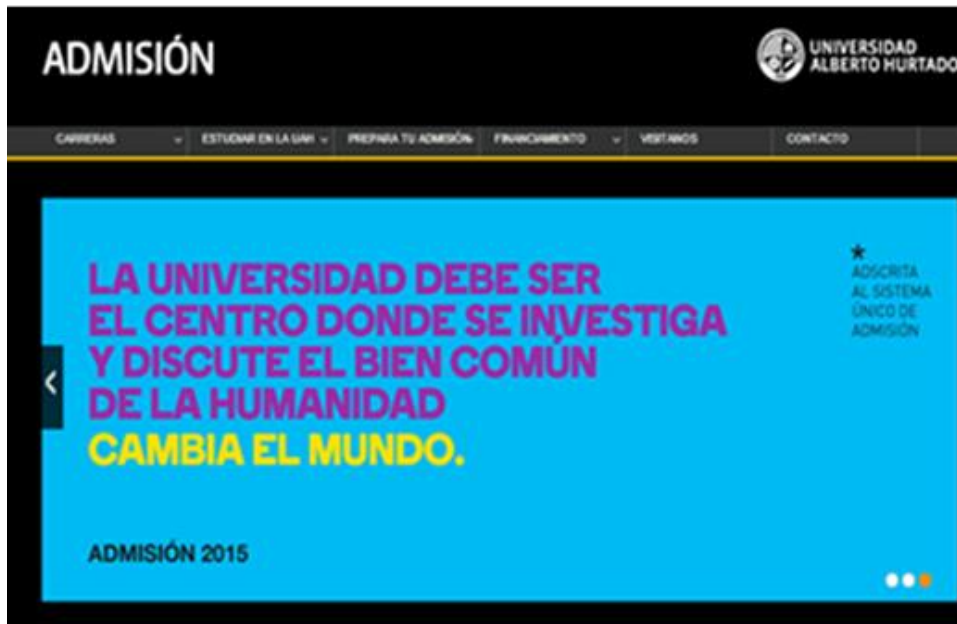 ADMISIÓN
UNIVERSIDAD
ALBERTO HURTADO
CARRERAS
ESTUDIAR EN LA UAH
PREPARA TU ADMISIÓN
FINANCIAMIENTO
VISITANOS
CONTACTO
LA UNIVERSIDAD DEBE SER
EL CENTRO DONDE SE INVESTIGA
Y DISCUTE EL BIEN COMÚN
DE LA HUMANIDAD
CAMBIA EL MUNDO.
*
ADSCRITA
AL SISTEMA
ÚNICO DE
ADMISIÓN
ADMISIÓN 2015